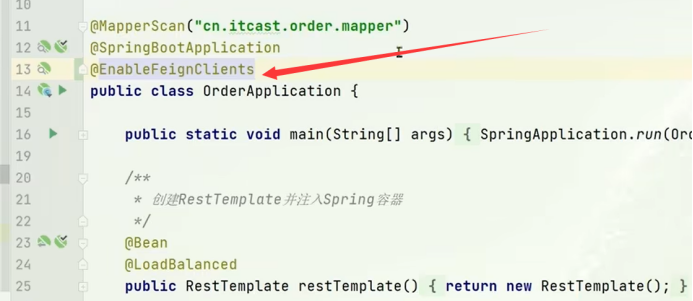 10
11 @MapperScan("cn.itcast.order.mapper")
12 @SpringBootApplication
13 @EnableFeignClients
14 public class OrderApplication {
15
16 public static void main(String[] args) { SpringApplication.run(Or
19
20 /**
21 * 创建RestTemplate并注入Spring容器
22 */
23 @Bean
24 @LoadBalanced
25 public RestTemplate restTemplate() { return new RestTemplate(); }